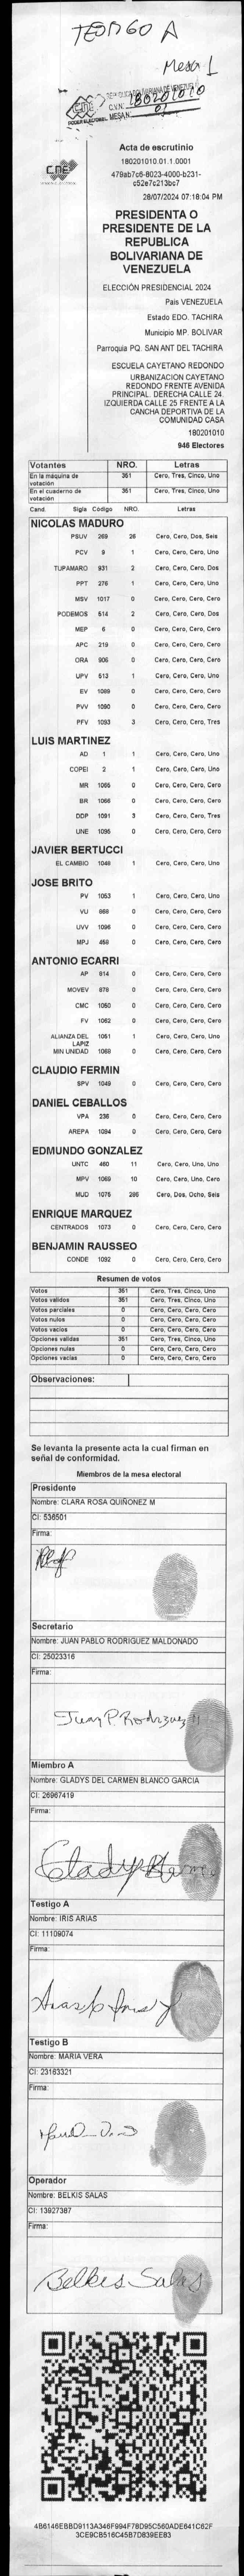 TESTIGO A
Mesa 1
CNE
REPUBLICA BOLIVARIANA DE VENEZUELA
C.V.N: 180201010
PODER ELECTORAL MESA N: 01
CNE
Acta de escrutinio
180201010.01.1.0001
28/07/2024 07:18:04 PM
PRESIDENTA O
PRESIDENTE DE LA
REPUBLICA
BOLIVARIANA DE
VENEZUELA
ELECCIÓN PRESIDENCIAL 2024
Pais VENEZUELA
Estado EDO. TACHIRA
Municipio MP. BOLIVAR
Parroquia PQ. SAN ANT DEL TACHIRA
ESCUELA CAYETANO REDONDO
URBANIZACION CAYETANO
REDONDO FRENTE AVENIDA
PRINCIPAL. DERECHA CALLE 24.
IZQUIERDA CALLE 25 FRENTE A LA
CANCHA DEPORTIVA DE LA
COMUNIDAD CASA
180201010
946 Electores
Votantes NRO. Letras
En la máquina de votación 351 Cero, Tres, Cinco, Uno
En el cuaderno de votación 351 Cero, Tres, Cinco, Uno
Cand. Sigla Código NRO. Letras
NICOLAS MADURO
PSUV 269 26 Cero, Cero, Dos, Seis
PCV 9 1 Cero, Cero, Cero, Uno
TUPAMARO 931 2 Cero, Cero, Cero, Dos
PPT 276 1 Cero, Cero, Cero, Uno
MSV 1017 0 Cero, Cero, Cero, Cero
PODEMOS 514 2 Cero, Cero, Cero, Dos
MEP 6 0 Cero, Cero, Cero, Cero
APC 219 0 Cero, Cero, Cero, Cero
ORA 906 0 Cero, Cero, Cero, Cero
UPV 513 1 Cero, Cero, Cero, Uno
EV 1089 0 Cero, Cero, Cero, Cero
PVV 1090 0 Cero, Cero, Cero, Cero
PFV 1093 3 Cero, Cero, Cero, Tres
LUIS MARTINEZ
AD 1 1 Cero, Cero, Cero, Uno
COPEI 2 1 Cero, Cero, Cero, Uno
MR 1065 0 Cero, Cero, Cero, Cero
BR 1066 0 Cero, Cero, Cero, Cero
DDP 1091 3 Cero, Cero, Cero, Tres
UNE 1095 0 Cero, Cero, Cero, Cero
JAVIER BERTUCCI
EL CAMBIO 1048 1 Cero, Cero, Cero, Uno
JOSE BRITO
PV 1053 1 Cero, Cero, Cero, Uno
VU 868 0 Cero, Cero, Cero, Cero
UVV 1096 0 Cero, Cero, Cero, Cero
MPJ 458 0 Cero, Cero, Cero, Cero
ANTONIO ECARRI
AP 914 0 Cero, Cero, Cero, Cero
MOVEV 878 0 Cero, Cero, Cero, Cero
CMC 1050 0 Cero, Cero, Cero, Cero
FV 1062 0 Cero, Cero, Cero, Cero
ALIANZA DEL LAPIZ 1051 1 Cero, Cero, Cero, Uno
MIN UNIDAD 1069 0 Cero, Cero, Cero, Cero
CLAUDIO FERMIN
SPV 1049 0 Cero, Cero, Cero, Cero
DANIEL CEBALLOS
VPA 236 0 Cero, Cero, Cero, Cero
AREPA 1094 0 Cero, Cero, Cero, Cero
EDMUNDO GONZALEZ
UNTC 460 11 Cero, Cero, Uno, Uno
MPV 1069 10 Cero, Cero, Uno, Cero
MUD 1075 286 Cero, Dos, Ocho, Seis
ENRIQUE MARQUEZ
CENTRADOS 1073 0 Cero, Cero, Cero, Cero
BENJAMIN RAUSSEO
CONDE 1092 0 Cero, Cero, Cero, Cero
Resumen de votos
Votos 351 Cero, Tres, Cinco, Uno
Votos validos 351 Cero, Tres, Cinco, Uno
Votos parciales 0 Cero, Cero, Cero, Cero
Votos nulos 0 Cero, Cero, Cero, Cero
Votos vacios 0 Cero, Cero, Cero, Cero
Opciones validas 351 Cero, Tres, Cinco, Uno
Opciones nulas 0 Cero, Cero, Cero, Cero
Opciones vacias 0 Cero, Cero, Cero, Cero
Observaciones:
Se levanta la presente acta la cual firman en
señal de conformidad.
Miembros de la mesa electoral
Presidente
Nombre: CLARA ROSA QUIÑONEZ M
CI: 536501
Firma:
Secretario
Nombre: JUAN PABLO RODRIGUEZ MALDONADO
CI: 25023316
Firma:
Juan P. Rodriguez M
Miembro A
Nombre: GLADYS DEL CARMEN BLANCO GARCIA
CI: 26967419
Firma:
Gladys Blanco
Testigo A
Nombre: IRIS ARIAS
CI: 11109074
Firma:
Testigo B
Nombre: MARIA VERA
CI: 23163321
Firma:
Operador
Nombre: BELKIS SALAS
CI: 13927387
Firma:
Belkis Salas
4B6146EBBD9113A346F994F78D95C560ADE641C62F
3CE9CB516C45B7D839EE83